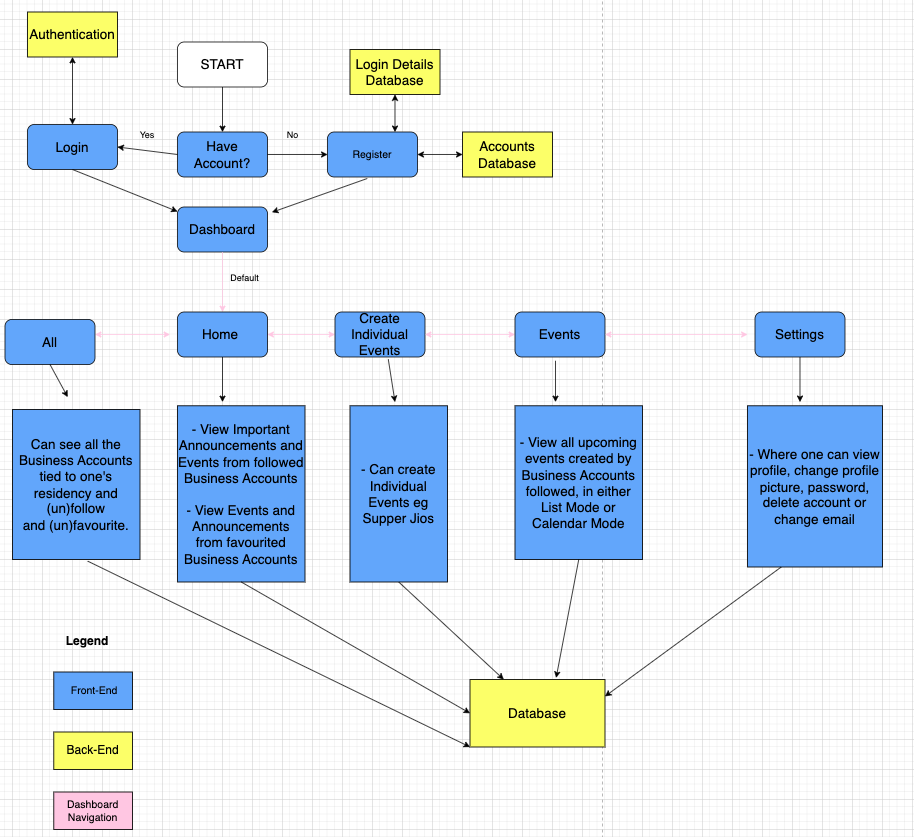 Authentication
START
Login Details
Database
Login
Yes
Have
Account?
No
Register
Accounts
Database
Dashboard
Default
All
Home
Create
Individual
Events
Events
Settings
Can see all the
Business Accounts
tied to one's
residency and
(un)follow
and (un)favourite.
- View Important
Announcements and
Events from followed
Business Accounts
- View Events and
Announcements
from favourited
Business Accounts
- Can create
Individual
Events eg
Supper Jios
- View all upcoming
events created by
Business Accounts
followed, in either
List Mode or
Calendar Mode
- Where one can view
profile, change profile
picture, password,
delete account or
change email
Database
Legend
Front-End
Back-End
Dashboard
Navigation